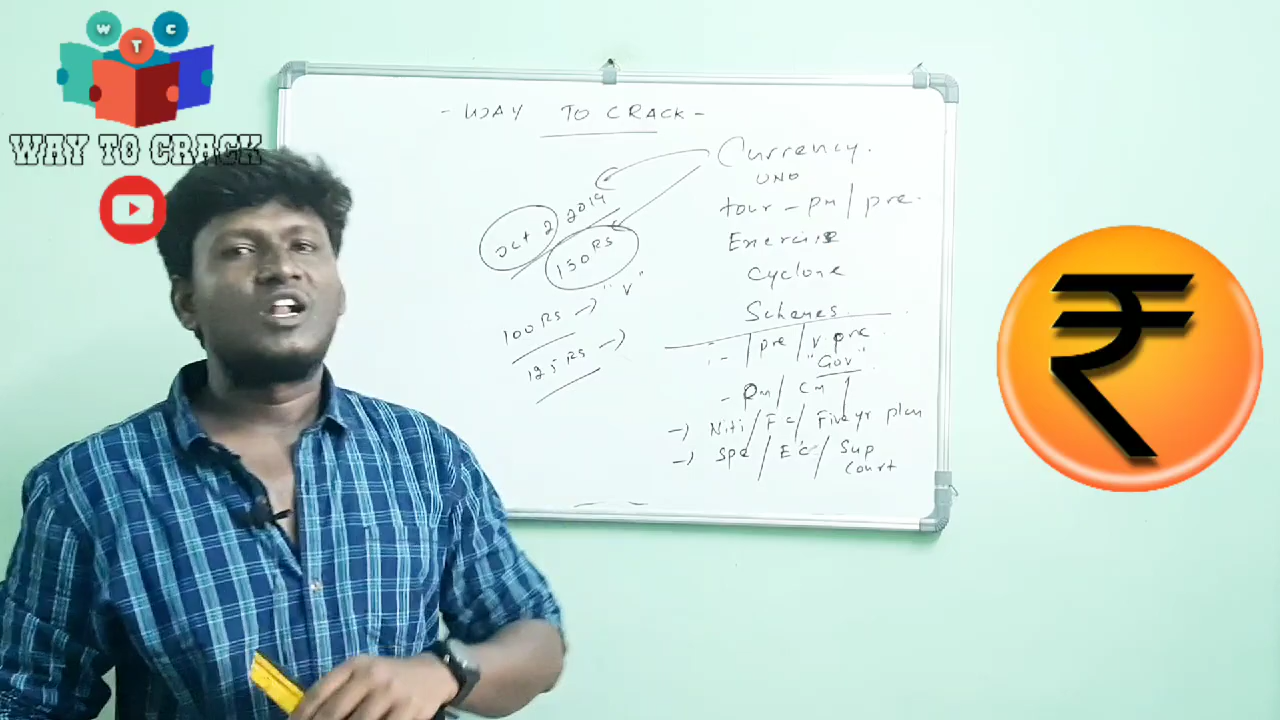 W T C
WAY TO CRACK
- WAY TO CRACK -
Currency.
UNO
tour - pm / pre.
Exercise
Cyclone
Schemes
oct 2 2019
150 RS
100 RS -> "V"
125 RS ->
- / pre / v pre
"Gov"
- pm / cm /
-> Niti / Fc / Five yr plan
-> Spe / Ec / Sup
court
₹